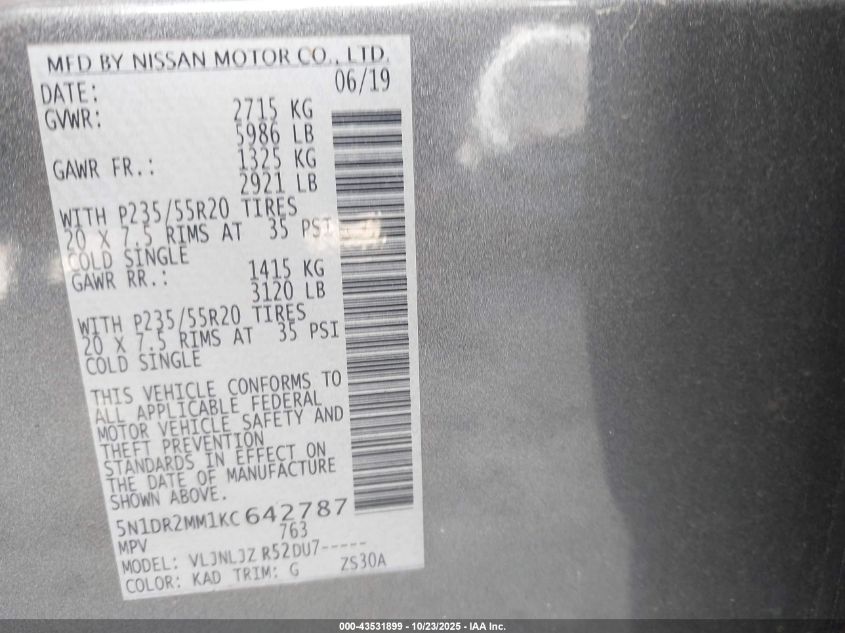 MFD BY NISSAN MOTOR CO., LTD.
DATE: 06/19
GVWR: 2715 KG
5986 LB
GAWR FR.: 1325 KG
2921 LB
WITH P235/55R20 TIRES
20 X 7.5 RIMS AT 35 PSI
COLD SINGLE
GAWR RR.: 1415 KG
3120 LB
WITH P235/55R20 TIRES
20 X 7.5 RIMS AT 35 PSI
COLD SINGLE
THIS VEHICLE CONFORMS TO
ALL APPLICABLE FEDERAL
MOTOR VEHICLE SAFETY AND
THEFT PREVENTION
STANDARDS IN EFFECT ON
THE DATE OF MANUFACTURE
SHOWN ABOVE.
5N1DR2MM1KC642787
MPV 763
MODEL: VLJNLJZ R52DU7-----
COLOR: KAD TRIM: G ZS30A
000-43531899 • 10/23/2025 - IAA Inc.